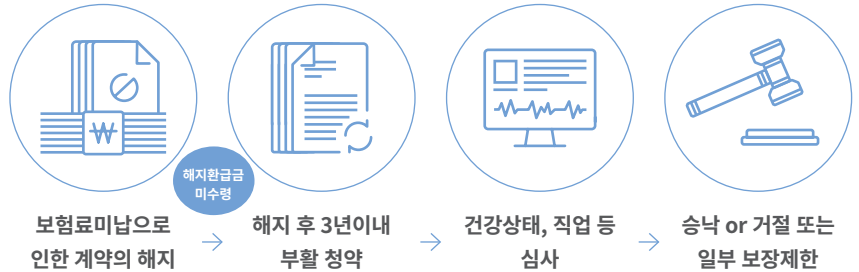 해지환급금
미수령
보험료미납으로
인한 계약의 해지
해지 후 3년이내
부활 청약
건강상태, 직업 등
심사
승낙 or 거절 또는
일부 보장제한